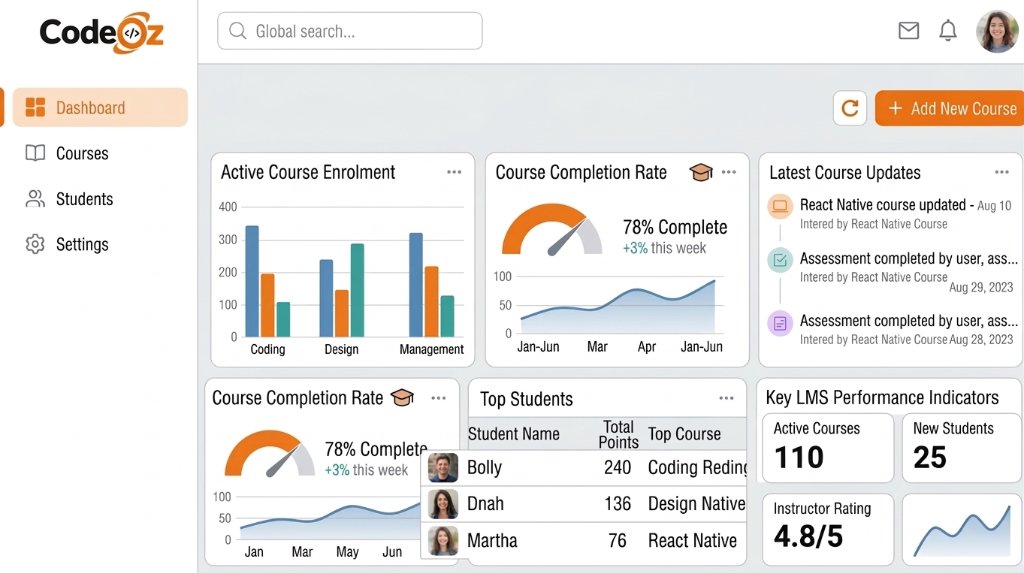 Code</>Oz
Global search...
Dashboard
Courses
Students
Settings
+ Add New Course
Active Course Enrolment
400
300
200
100
0
Coding Design Management
Course Completion Rate
78% Complete
+3% this week
100
50
0
Jan-Jun Mar Apr Jan-Jun
Latest Course Updates
React Native course updated - Aug 10
Intered by React Native Course
Assessment completed by user, ass...
Intered by React Native Course
Aug 29, 2023
Assessment completed by user, ass...
Intered by React Native Course Aug 28, 2023
Course Completion Rate
78% Complete
+3% this week
100
50
0
Jan Mar May Jun
Top Students
Student Name Total Points Top Course
Bolly 240 Coding Reding
Dnah 136 Design Native
Martha 76 React Native
Key LMS Performance Indicators
Active Courses
110
New Students
25
Instructor Rating
4.8/5